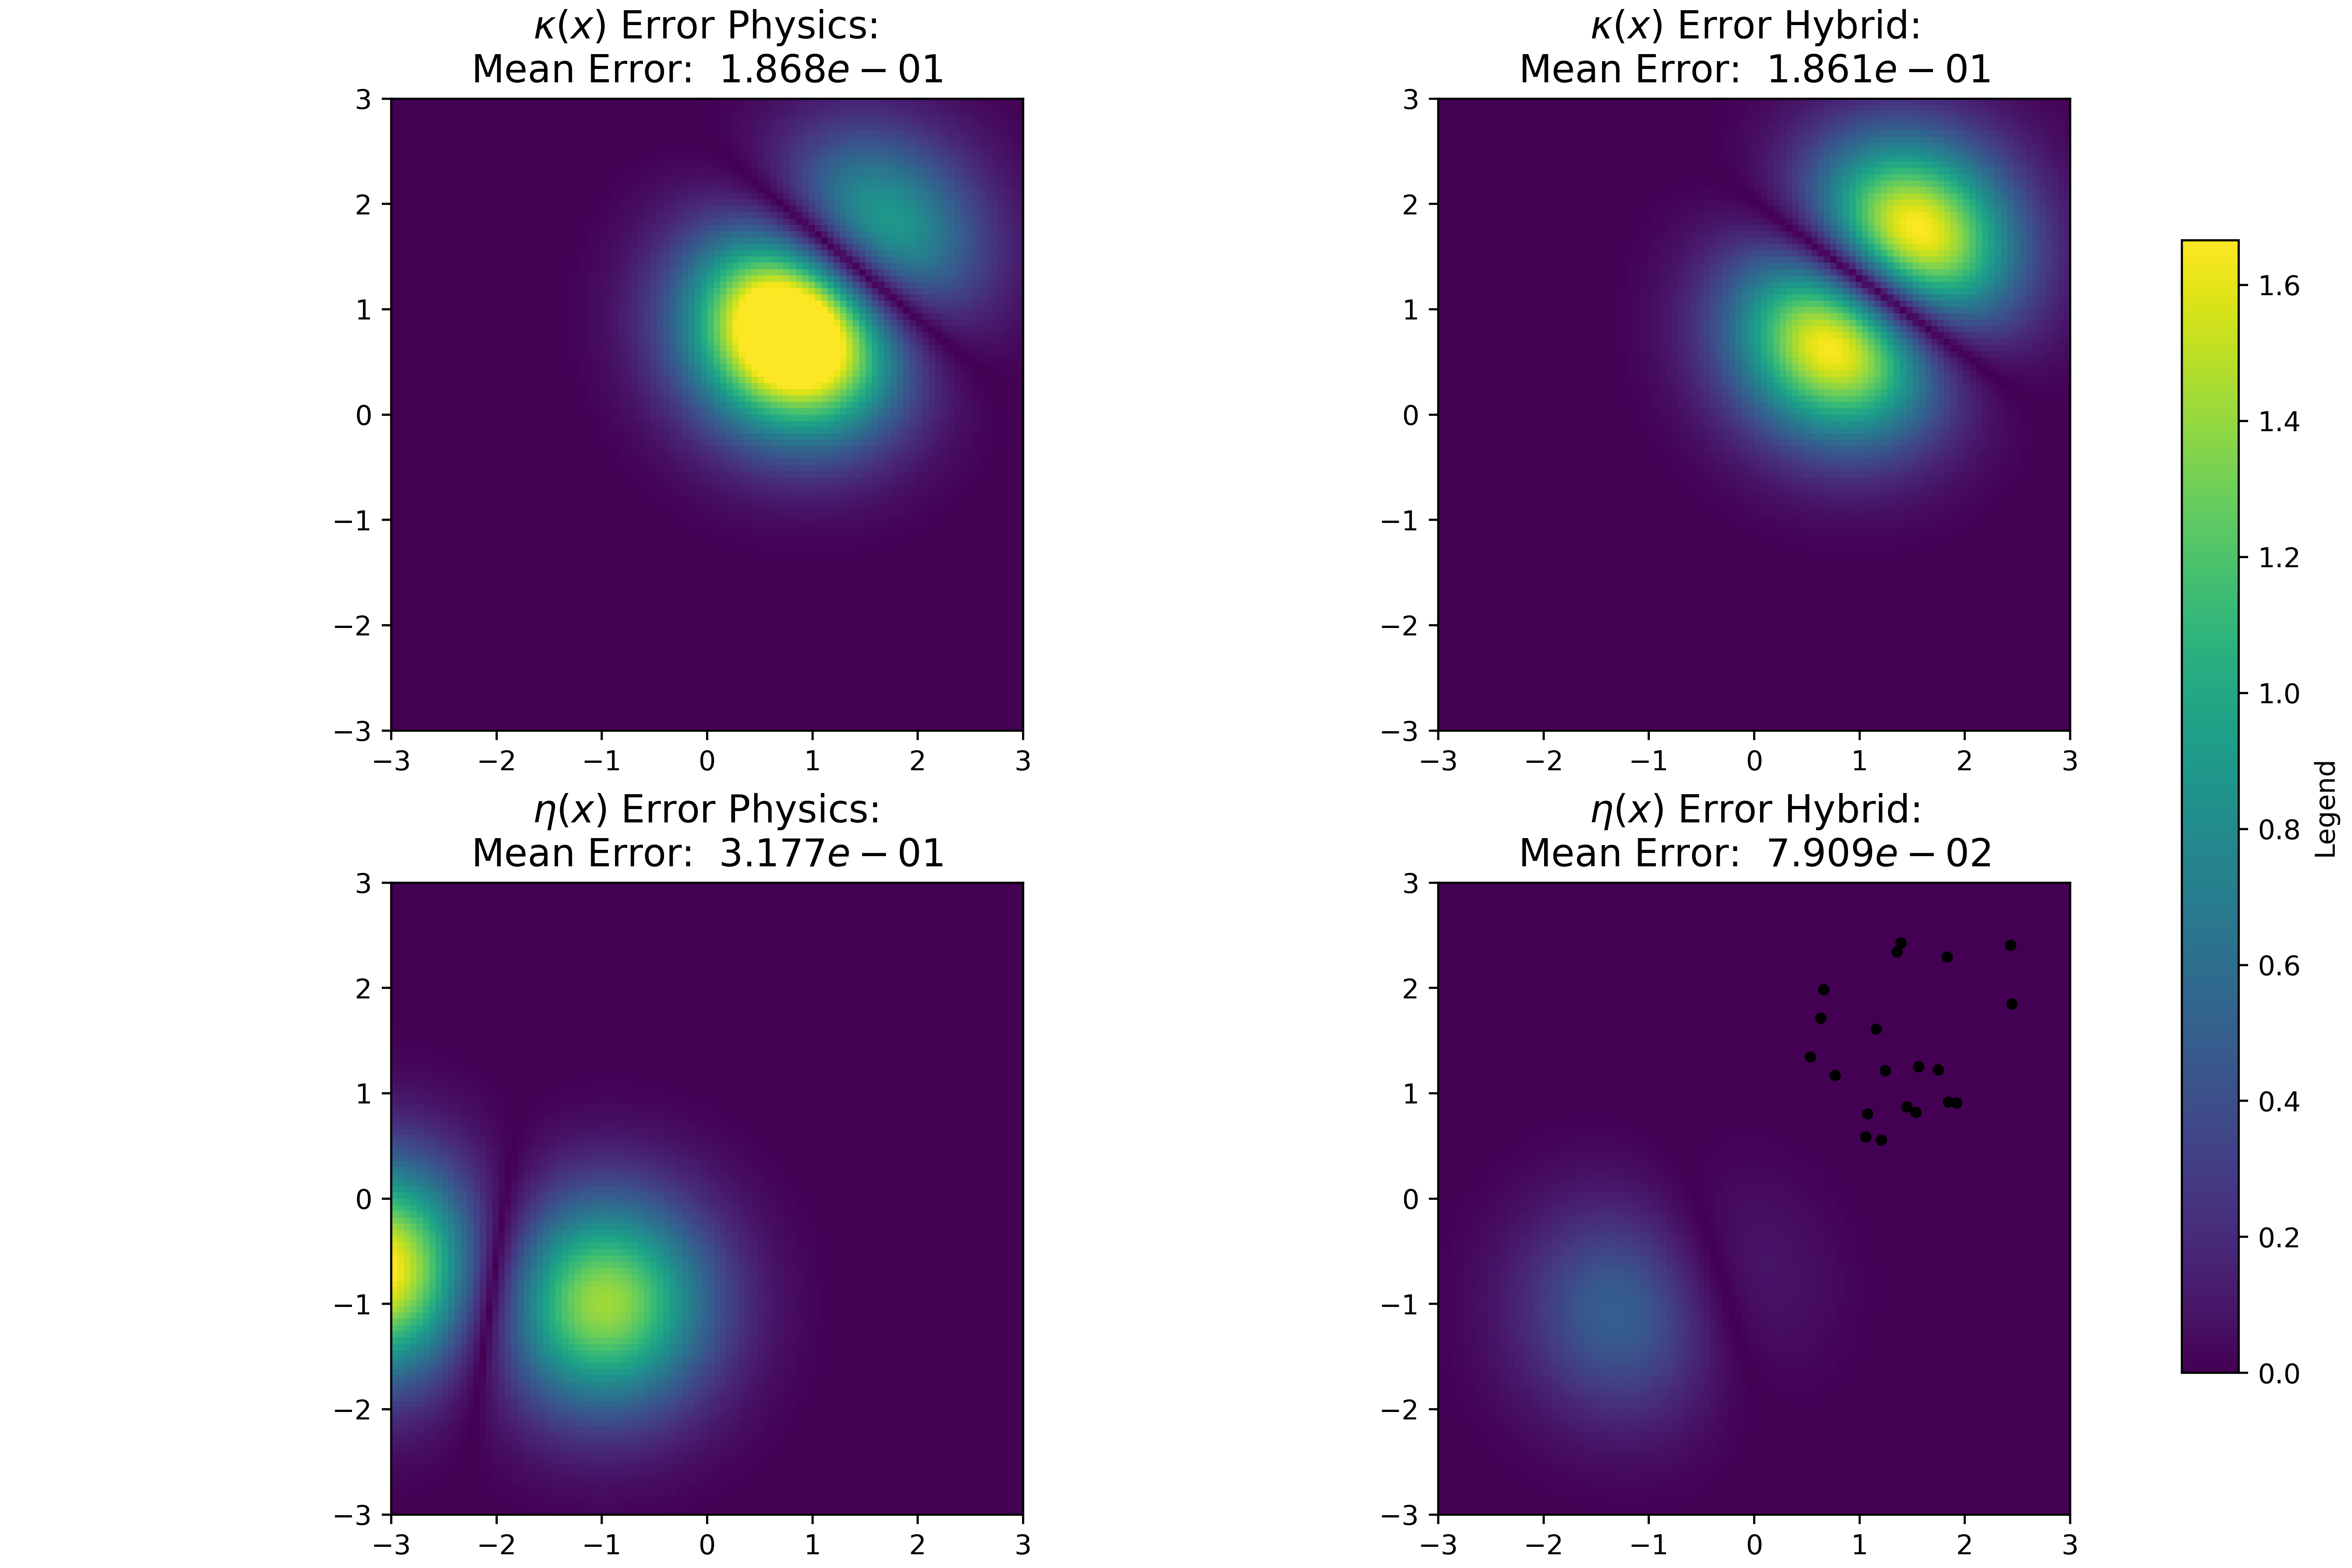 κ(x) Error Physics:
Mean Error: 1.868e − 01
3
2
1
0
−1
−2
−3
−3 −2 −1 0 1 2 3
κ(x) Error Hybrid:
Mean Error: 1.861e − 01
3
2
1
0
−1
−2
−3
−3 −2 −1 0 1 2 3
η(x) Error Physics:
Mean Error: 3.177e − 01
3
2
1
0
−1
−2
−3
−3 −2 −1 0 1 2 3
η(x) Error Hybrid:
Mean Error: 7.909e − 02
3
2
1
0
−1
−2
−3
−3 −2 −1 0 1 2 3
1.6
1.4
1.2
1.0
0.8
0.6
0.4
0.2
0.0
Legend